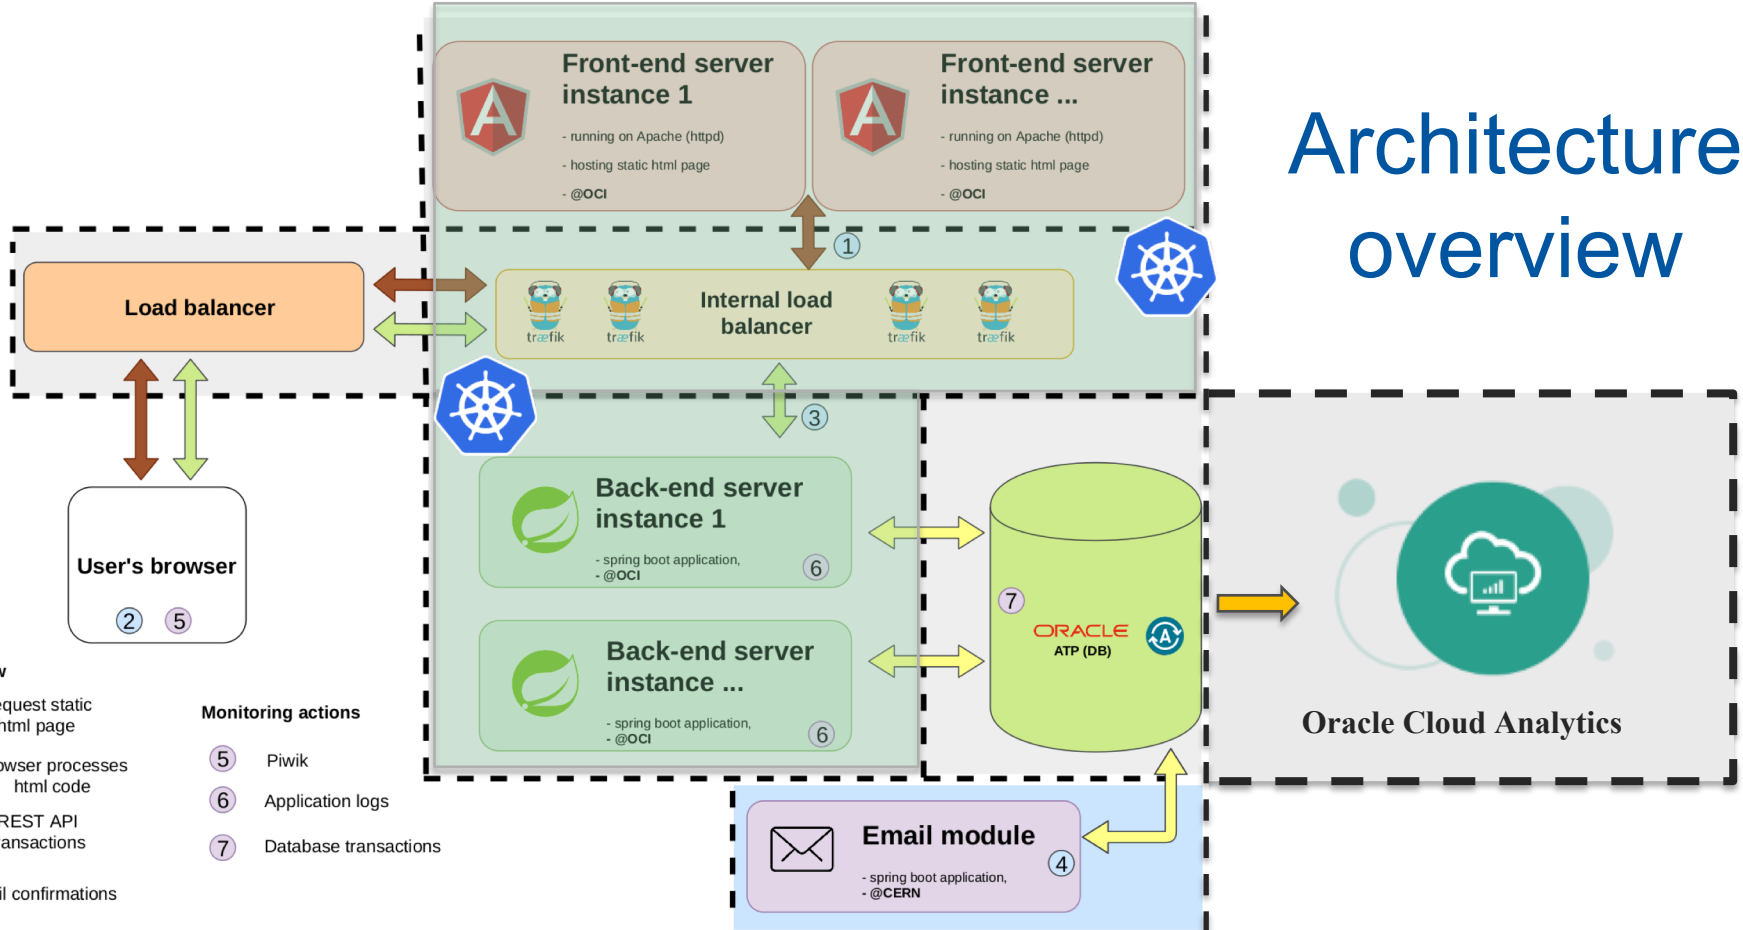 Architecture
overview
Front-end server
instance 1
- running on Apache (httpd)
- hosting static html page
- @OCI
Front-end server
instance ...
- running on Apache (httpd)
- hosting static html page
- @OCI
1
Load balancer
træfik
træfik
Internal load
balancer
træfik
træfik
3
User's browser
2
5
Back-end server
instance 1
- spring boot application,
- @OCI
6
Back-end server
instance ...
- spring boot application,
- @OCI
6
7
ORACLE
ATP (DB)
A
Oracle Cloud Analytics
Email module
- spring boot application,
- @CERN
4
static
html page
processes
html code
REST API
confirmations
Monitoring actions
5 Piwik
6 Application logs
7 Database transactions